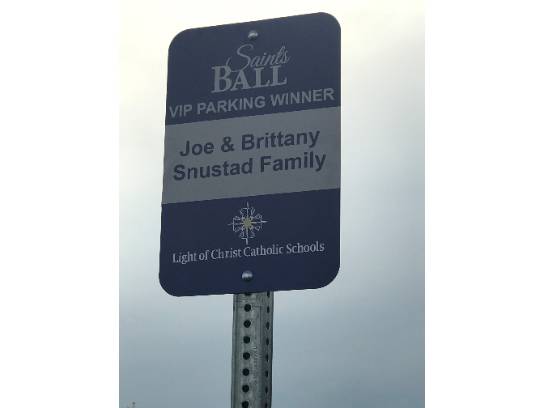 Saints
BALL
VIP PARKING WINNER
Joe & Brittany
Snustad Family
Light of Christ Catholic Schools